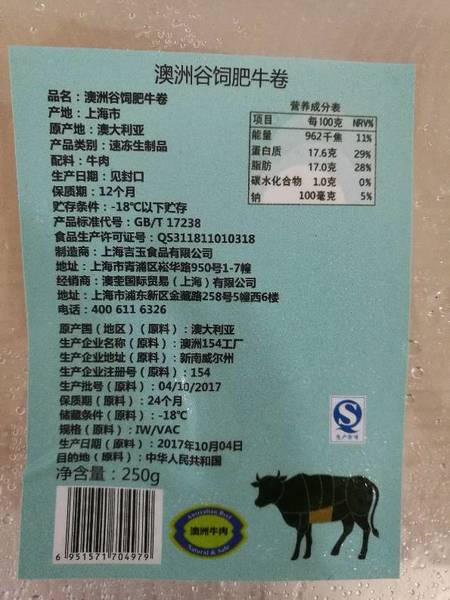 澳洲谷饲肥牛卷
品名：澳洲谷饲肥牛卷
产地：上海市
原产地：澳大利亚
产品类别：速冻生制品
配料：牛肉
生产日期：见封口
保质期：12个月
贮存条件：-18℃以下贮存
产品标准代号：GB/T 17238
食品生产许可证号：QS311811010318
制造商：上海吉玉食品有限公司
地址：上海市青浦区崧华路950号1-7幢
经销商：澳奎国际贸易（上海）有限公司
地址：上海市浦东新区金藏路258号5幢西6楼
电话：400 611 6326
营养成分表
项目 每100克 NRV%
能量 962千焦 11%
蛋白质 17.6克 29%
脂肪 17.0克 28%
碳水化合物 1.0克 0%
钠 100毫克 5%
原产国（地区）（原料）：澳大利亚
生产企业名称（原料）：澳洲154工厂
生产企业地址（原料）：新南威尔州
生产企业注册号（原料）：154
生产批号（原料）：04/10/2017
保质期（原料）：24个月
储藏条件（原料）：-18℃
规格（原料）：IW/VAC
生产日期（原料）：2017年10月04日
目的地（原料）：中华人民共和国
净含量：250g
生产许可
Australian Beef
澳洲牛肉
Natural & Safe
6 951571 704979